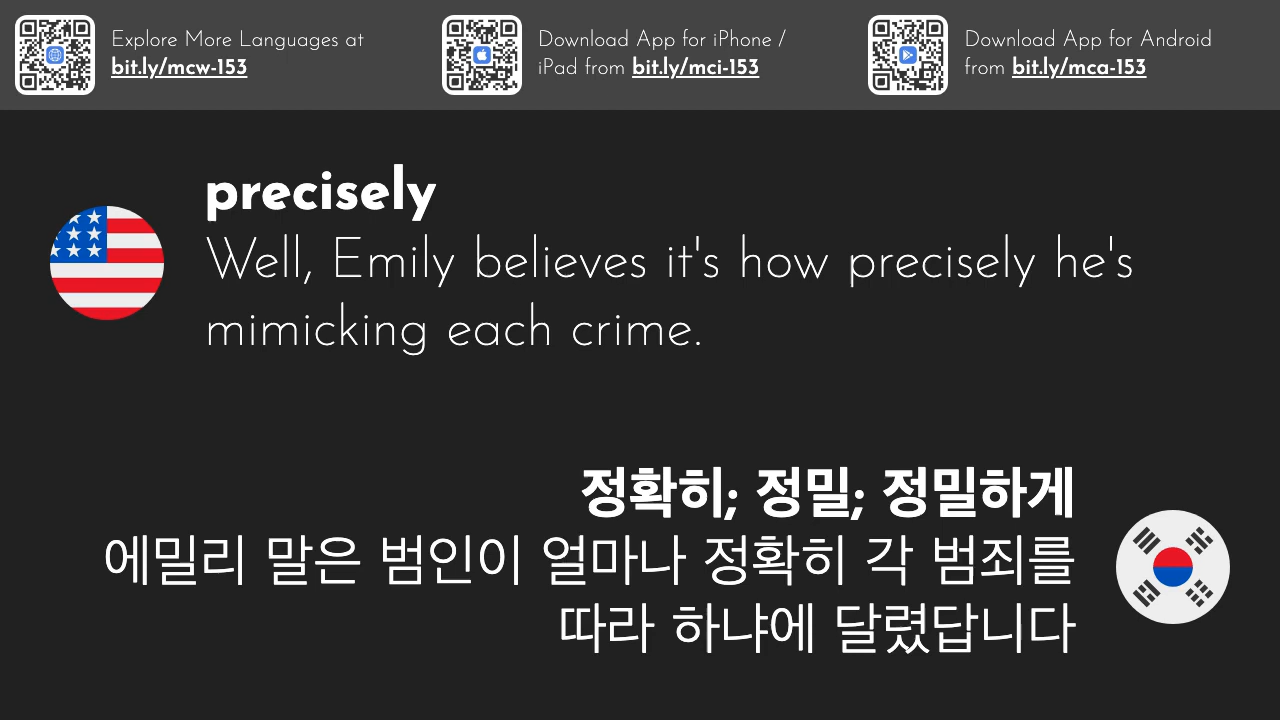 Explore More Languages at
bit.ly/mcw-153
Download App for iPhone /
iPad from bit.ly/mci-153
Download App for Android
from bit.ly/mca-153
precisely
Well, Emily believes it's how precisely he's
mimicking each crime.
정확히; 정밀; 정밀하게
에밀리 말은 범인이 얼마나 정확히 각 범죄를
따라 하냐에 달렸답니다